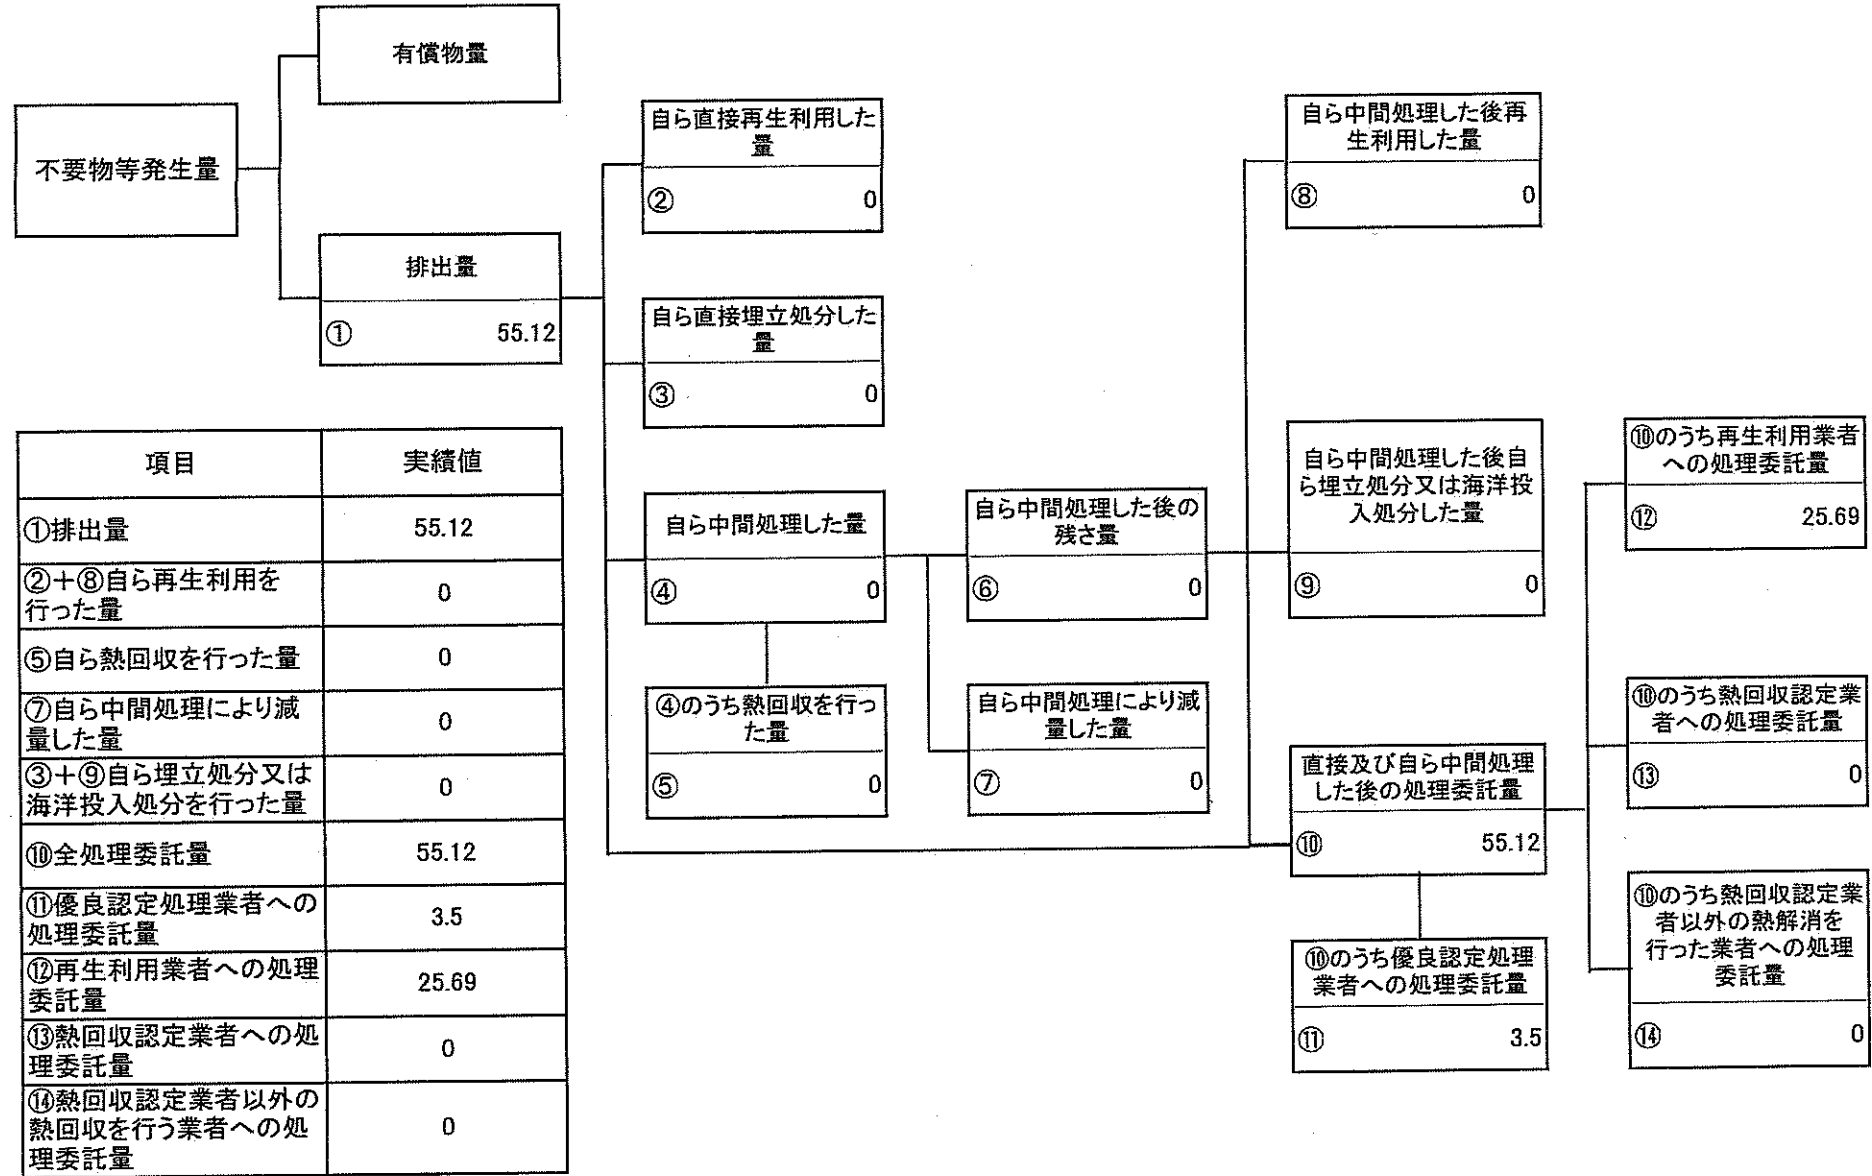 有償物量
不要物等発生量
排出量
① 55.12
自ら直接再生利用した
量
② 0
自ら直接埋立処分した
量
③ 0
自ら中間処理した量
④ 0
④のうち熱回収を行っ
た量
⑤ 0
自ら中間処理した後の
残さ量
⑥ 0
自ら中間処理により減
量した量
⑦ 0
自ら中間処理した後再
生利用した量
⑧ 0
自ら中間処理した後自
ら埋立処分又は海洋投
入処分した量
⑨ 0
直接及び自ら中間処理
した後の処理委託量
⑩ 55.12
⑩のうち優良認定処理
業者への処理委託量
⑪ 3.5
⑩のうち再生利用業者
への処理委託量
⑫ 25.69
⑩のうち熱回収認定業
者への処理委託量
⑬ 0
⑩のうち熱回収認定業
者以外の熱解消を
行った業者への処理
委託量
⑭ 0
項目 実績値
①排出量 55.12
②＋⑧自ら再生利用を
行った量 0
⑤自ら熱回収を行った量 0
⑦自ら中間処理により減
量した量 0
③＋⑨自ら埋立処分又は
海洋投入処分を行った量 0
⑩全処理委託量 55.12
⑪優良認定処理業者への
処理委託量 3.5
⑫再生利用業者への処理
委託量 25.69
⑬熱回収認定業者への処
理委託量 0
⑭熱回収認定業者以外の
熱回収を行う業者への処
理委託量 0